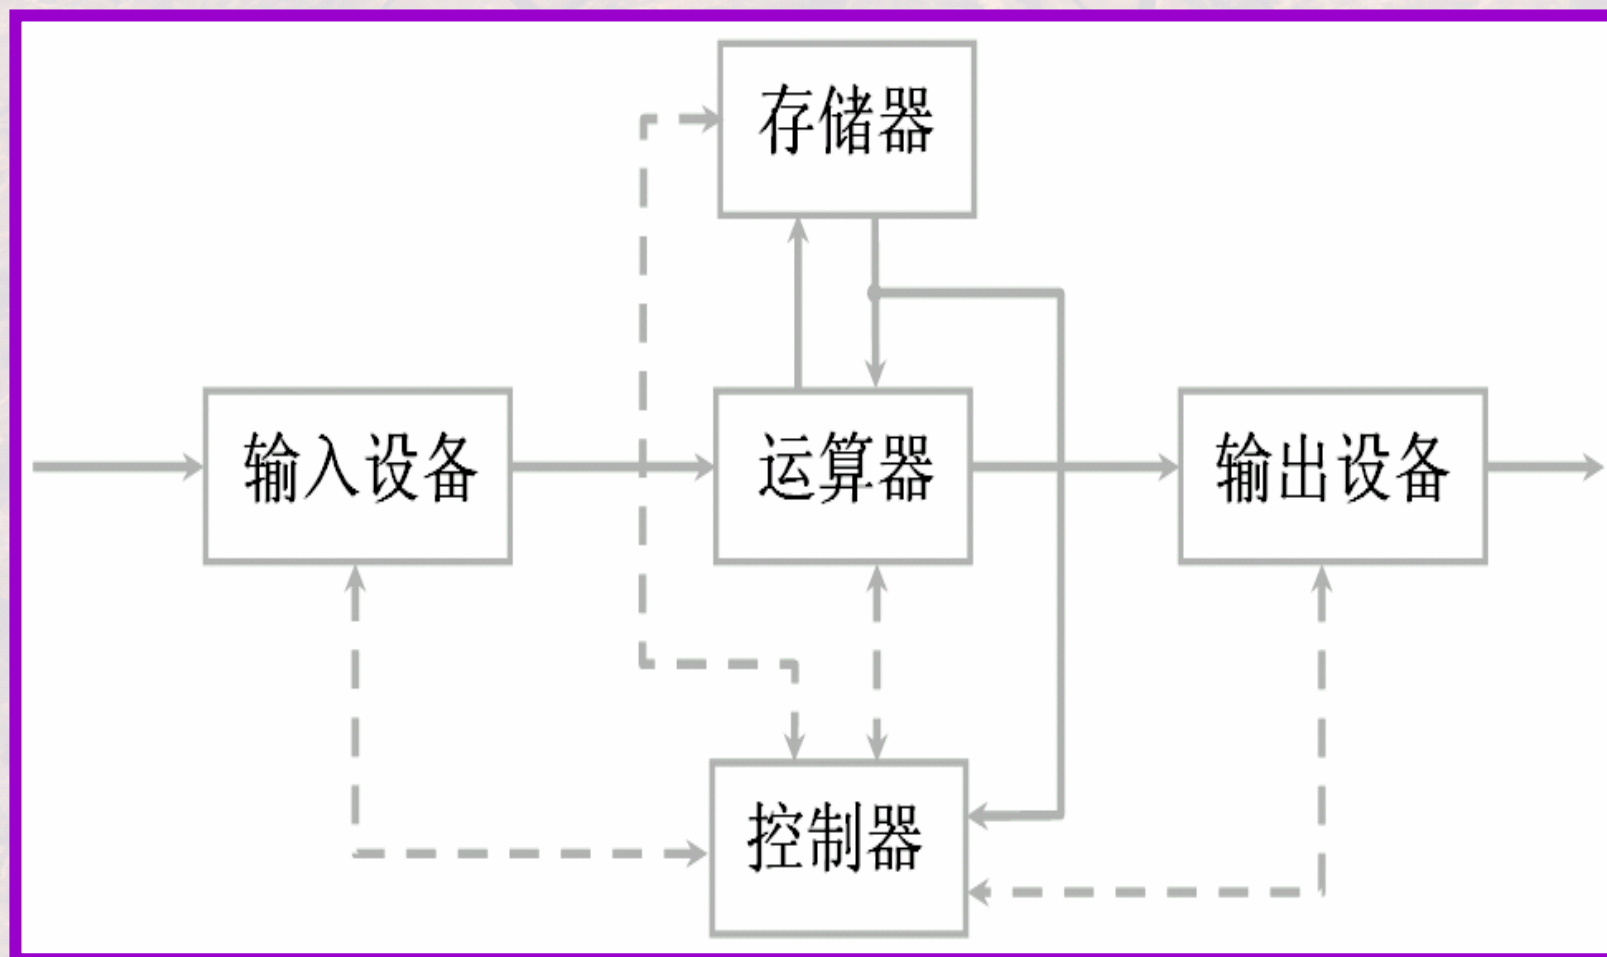 存储器
输入设备
运算器
输出设备
控制器